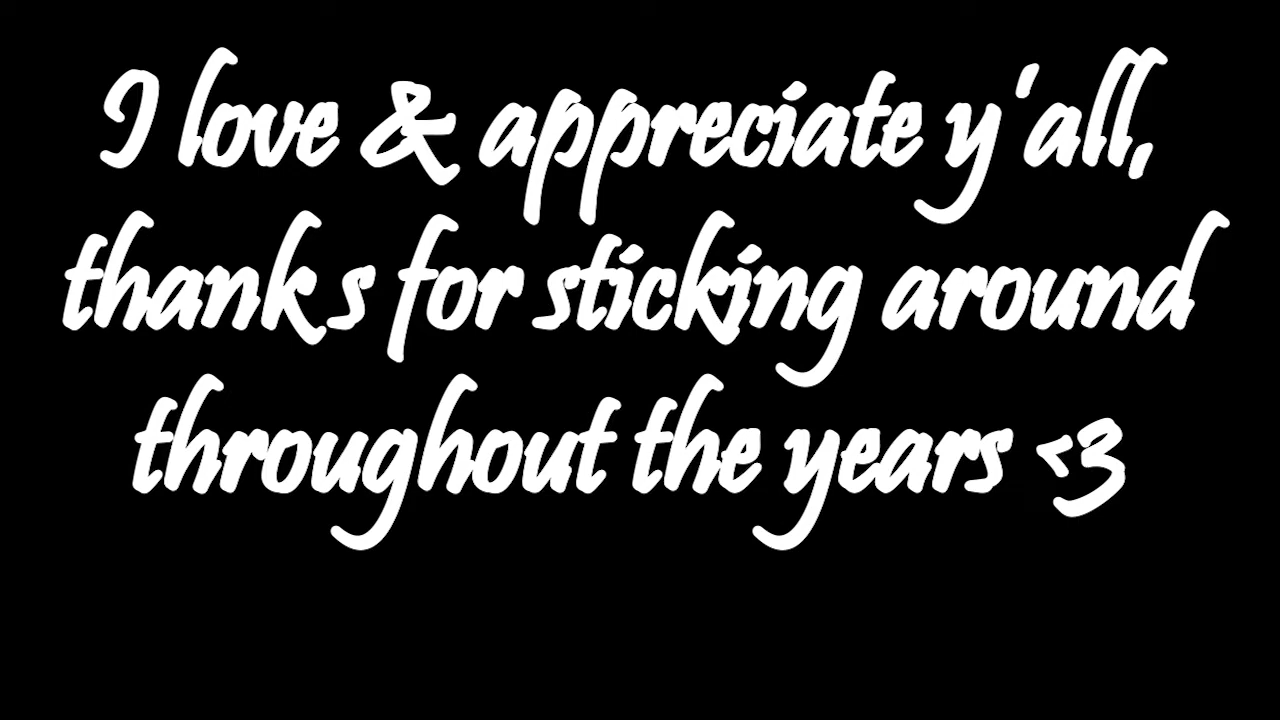 I love & appreciate y'all,
thanks for sticking around
throughout the years <3